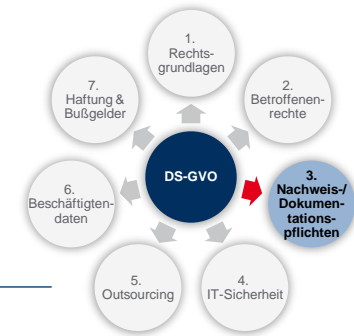 1.
Rechts-
grundlagen
2.
Betroffenen-
rechte
3.
Nachweis-/
Dokumen-
tations-
pflichten
4.
IT-Sicherheit
5.
Outsourcing
6.
Beschäftigten-
daten
7.
Haftung &
Bußgelder
DS-GVO